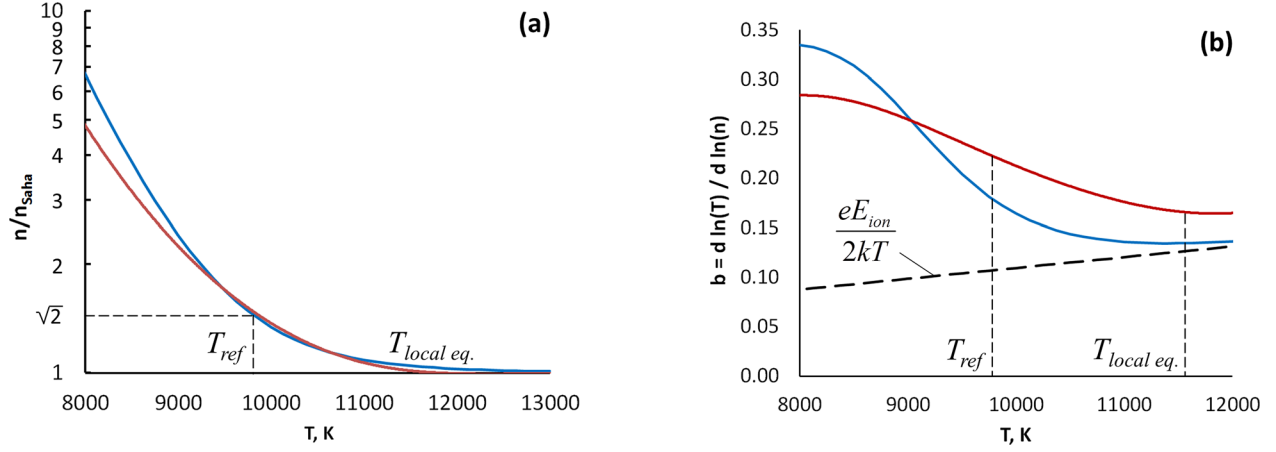 (a)
10
9
8
7
6
5
4
3
2
√2
1
n/nSaha
Tref
Tlocal eq.
8000 9000 10000 11000 12000 13000
T, K
(b)
0.35
0.30
0.25
0.20
0.15
0.10
0.05
0.00
b = d ln(T) / d ln(n)
eEion
2kT
Tref
Tlocal eq.
8000 9000 10000 11000 12000
T, K